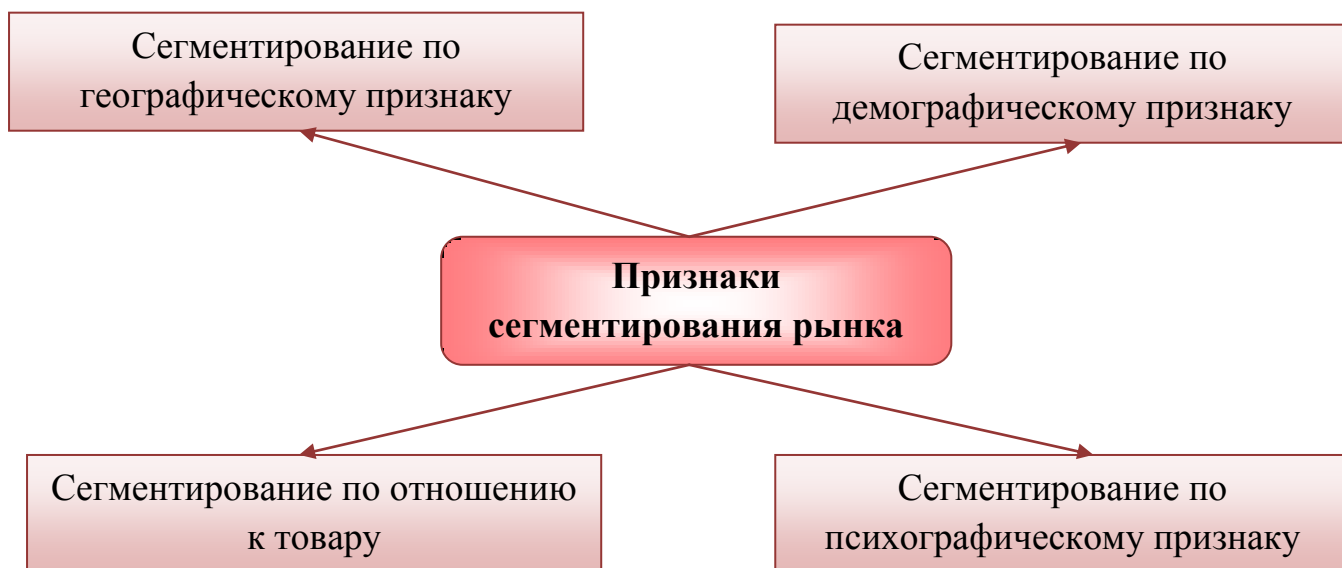 Сегментирование по
географическому признаку
Сегментирование по
демографическому признаку
Признаки
сегментирования рынка
Сегментирование по отношению
к товару
Сегментирование по
психографическому признаку